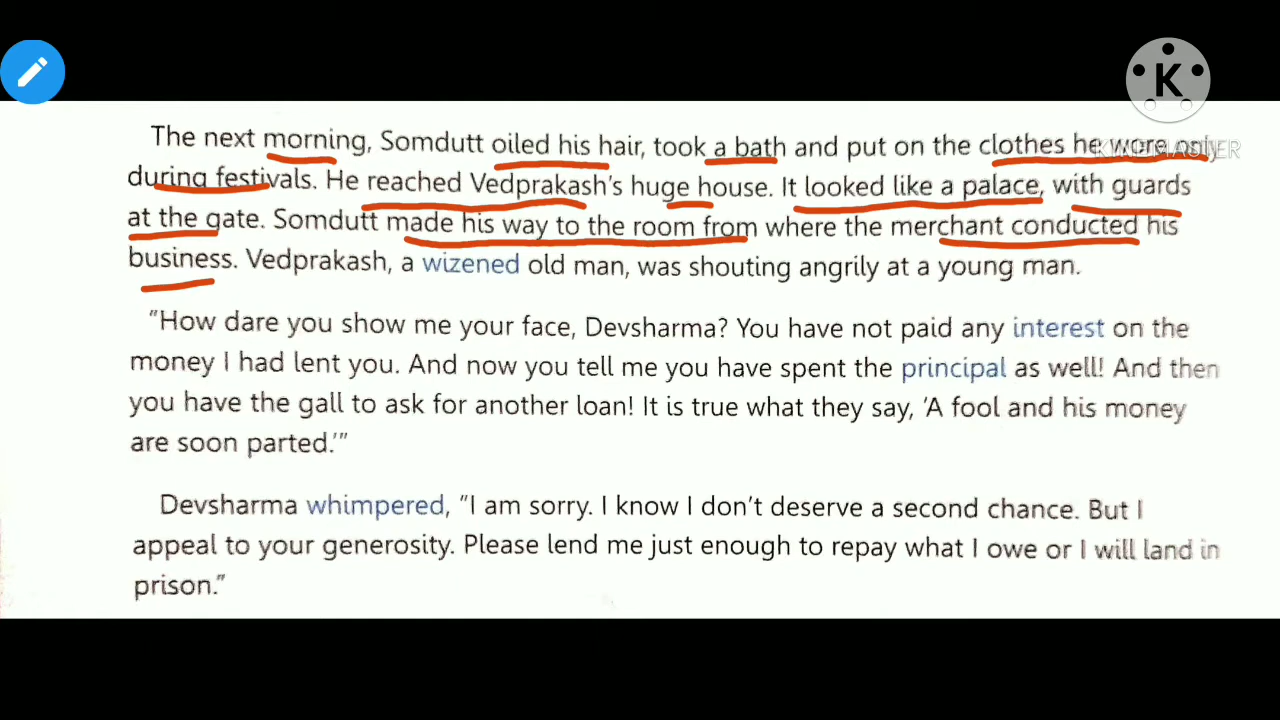 K
KINEMASTER
The next morning, Somdutt oiled his hair, took a bath and put on the clothes he wore only
during festivals. He reached Vedprakash's huge house. It looked like a palace, with guards
at the gate. Somdutt made his way to the room from where the merchant conducted his
business. Vedprakash, a wizened old man, was shouting angrily at a young man.
"How dare you show me your face, Devsharma? You have not paid any interest on the
money I had lent you. And now you tell me you have spent the principal as well! And then
you have the gall to ask for another loan! It is true what they say, 'A fool and his money
are soon parted.'"
Devsharma whimpered, "I am sorry. I know I don't deserve a second chance. But I
appeal to your generosity. Please lend me just enough to repay what I owe or I will land in
prison."